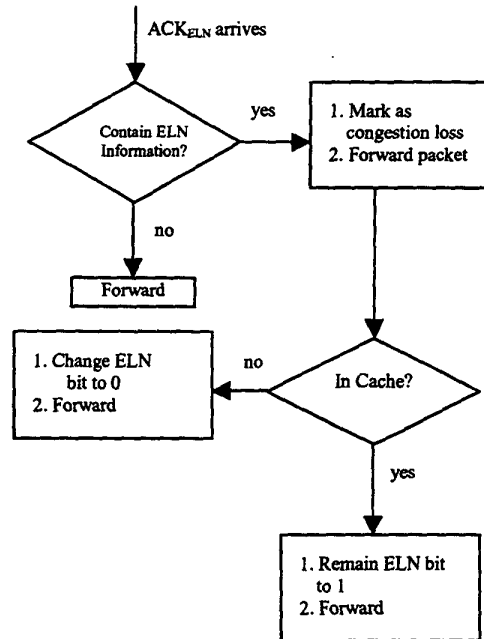 ACKELN arrives
Contain ELN
Information?
yes
1. Mark as
congestion loss
2. Forward packet
no
Forward
1. Change ELN
bit to 0
2. Forward
no
In Cache?
yes
1. Remain ELN bit
to 1
2. Forward